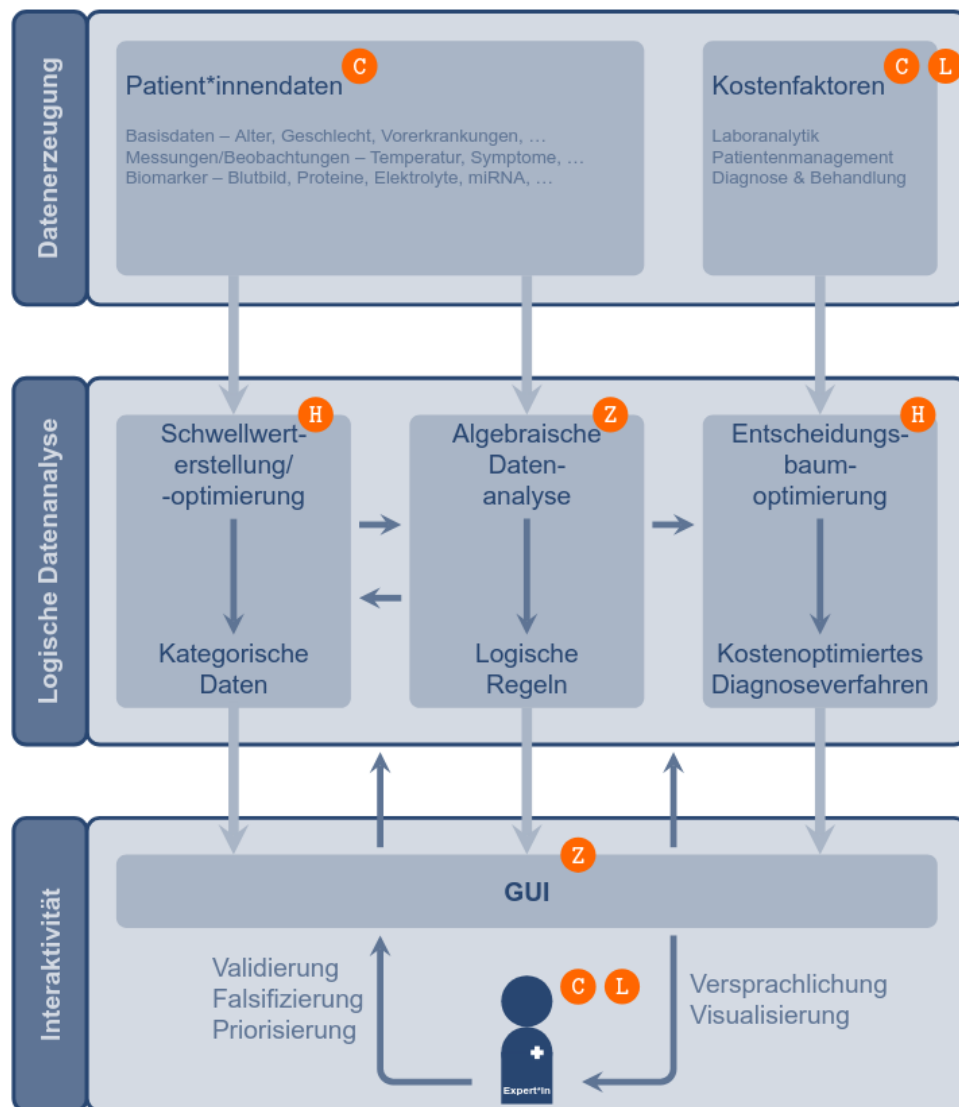 Datenerzeugung
Patient*innendaten
C
Basisdaten – Alter, Geschlecht, Vorerkrankungen, …
Messungen/Beobachtungen – Temperatur, Symptome, …
Biomarker – Blutbild, Proteine, Elektrolyte, miRNA, …
Kostenfaktoren
C
L
Laboranalytik
Patientenmanagement
Diagnose & Behandlung
Logische Datenanalyse
H
Schwellwert-
erstellung/
-optimierung
Kategorische
Daten
Z
Algebraische
Daten-
analyse
Logische
Regeln
H
Entscheidungs-
baum-
optimierung
Kostenoptimiertes
Diagnoseverfahren
Interaktivität
Z
GUI
Validierung
Falsifizierung
Priorisierung
C
L
Expert*In
Versprachlichung
Visualisierung